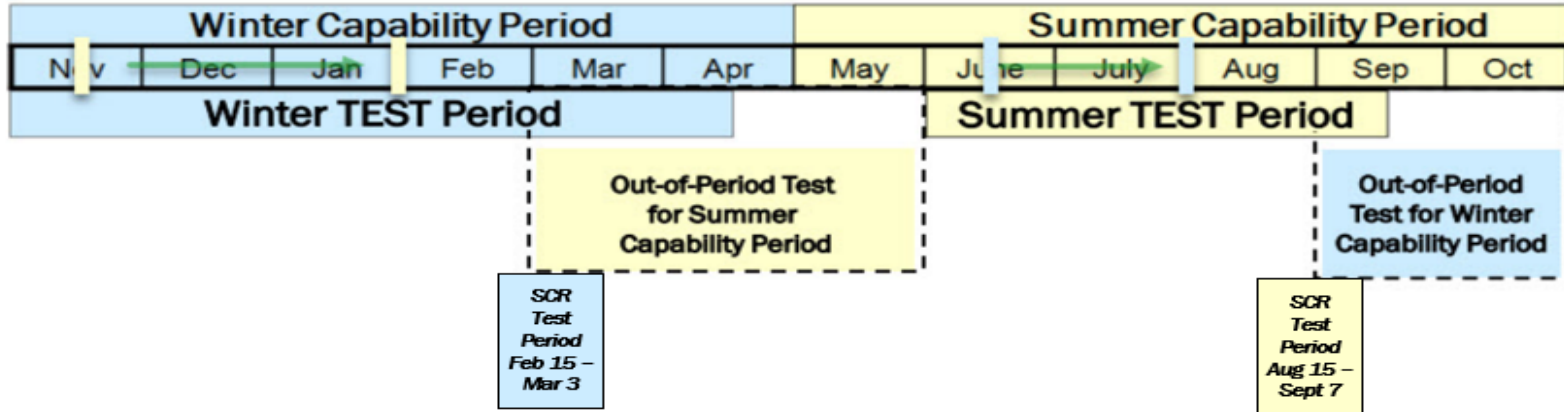 Winter Capability Period
Summer Capability Period
Nov Dec Jan Feb Mar Apr May June July Aug Sep Oct
Winter TEST Period
Summer TEST Period
Out-of-Period Test
for Summer
Capability Period
Out-of-Period
Test for Winter
Capability Period
SCR
Test
Period
Feb 15 –
Mar 3
SCR
Test
Period
Aug 15 –
Sept 7